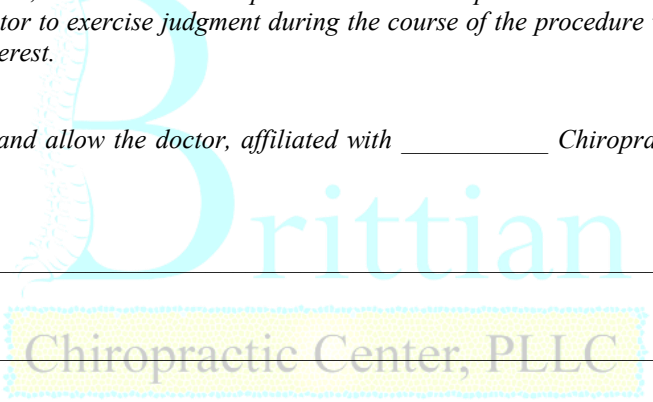 tor to exercise judgment during the course of the procedure
erest.
and allow the doctor, affiliated with ___________ Chiropra
Brittian
Chiropractic Center, PLLC